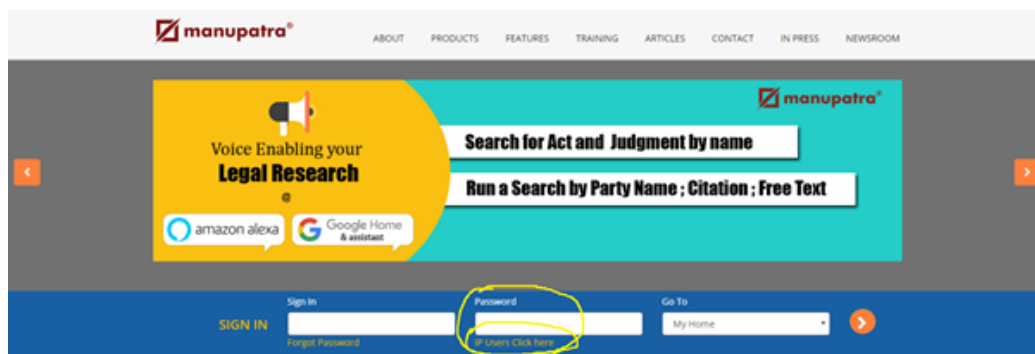 manupatra®
ABOUT PRODUCTS FEATURES TRAINING ARTICLES CONTACT IN PRESS NEWSROOM
manupatra®
Voice Enabling your
Legal Research
@
amazon alexa
Google Home
& assistant
Search for Act and Judgment by name
Run a Search by Party Name ; Citation ; Free Text
SIGN IN
Sign In
Forgot Password
Password
IP Users Click here
Go To
My Home